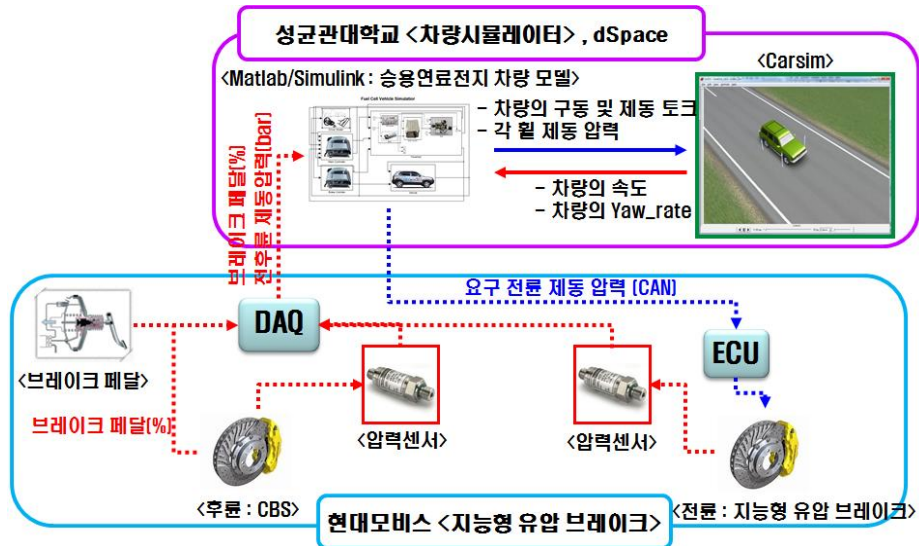 성균관대학교 <차량시뮬레이터> , dSpace
<Matlab/Simulink : 승용연료전지 차량 모델>
<Carsim>
Fuel Cell Vehicle Simulator
- 차량의 구동 및 제동 토크
- 각 휠 제동 압력
- 차량의 속도
- 차량의 Yaw_rate
브레이크 페달(%)
전후륜 제동압력(bar)
요구 전륜 제동 압력 (CAN)
DAQ
ECU
<브레이크 페달>
브레이크 페달(%)
<압력센서>
<압력센서>
<후륜 : CBS>
<전륜 : 지능형 유압 브레이크>
현대모비스 <지능형 유압 브레이크>